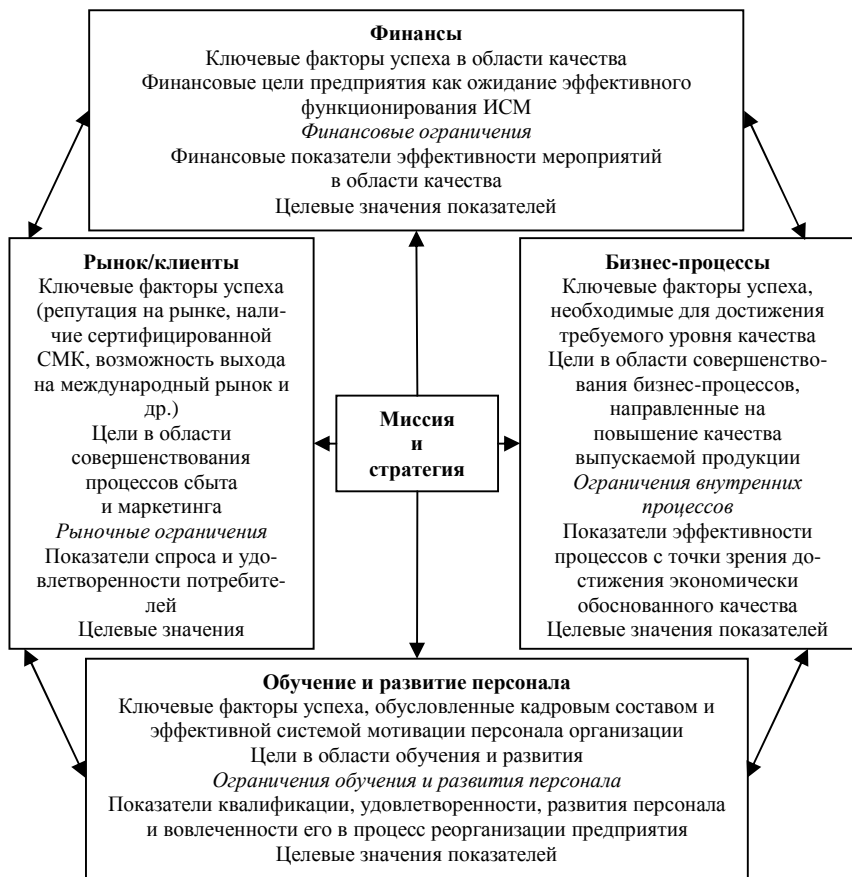 Финансы
Ключевые факторы успеха в области качества
Финансовые цели предприятия как ожидание эффективного
функционирования ИСМ
Финансовые ограничения
Финансовые показатели эффективности мероприятий
в области качества
Целевые значения показателей
Рынок/клиенты
Ключевые факторы успеха
(репутация на рынке, нали-
чие сертифицированной
СМК, возможность выхода
на международный рынок и
др.)
Цели в области
совершенствования
процессов сбыта
и маркетинга
Рыночные ограничения
Показатели спроса и удо-
влетворенности потребите-
лей
Целевые значения
Миссия
и
стратегия
Бизнес-процессы
Ключевые факторы успеха,
необходимые для достижения
требуемого уровня качества
Цели в области совершенство-
вания бизнес-процессов,
направленные на
повышение качества
выпускаемой продукции
Ограничения внутренних
процессов
Показатели эффективности
процессов с точки зрения до-
стижения экономически
обоснованного качества
Целевые значения показателей
Обучение и развитие персонала
Ключевые факторы успеха, обусловленные кадровым составом и
эффективной системой мотивации персонала организации
Цели в области обучения и развития
Ограничения обучения и развития персонала
Показатели квалификации, удовлетворенности, развития персонала
и вовлеченности его в процесс реорганизации предприятия
Целевые значения показателей